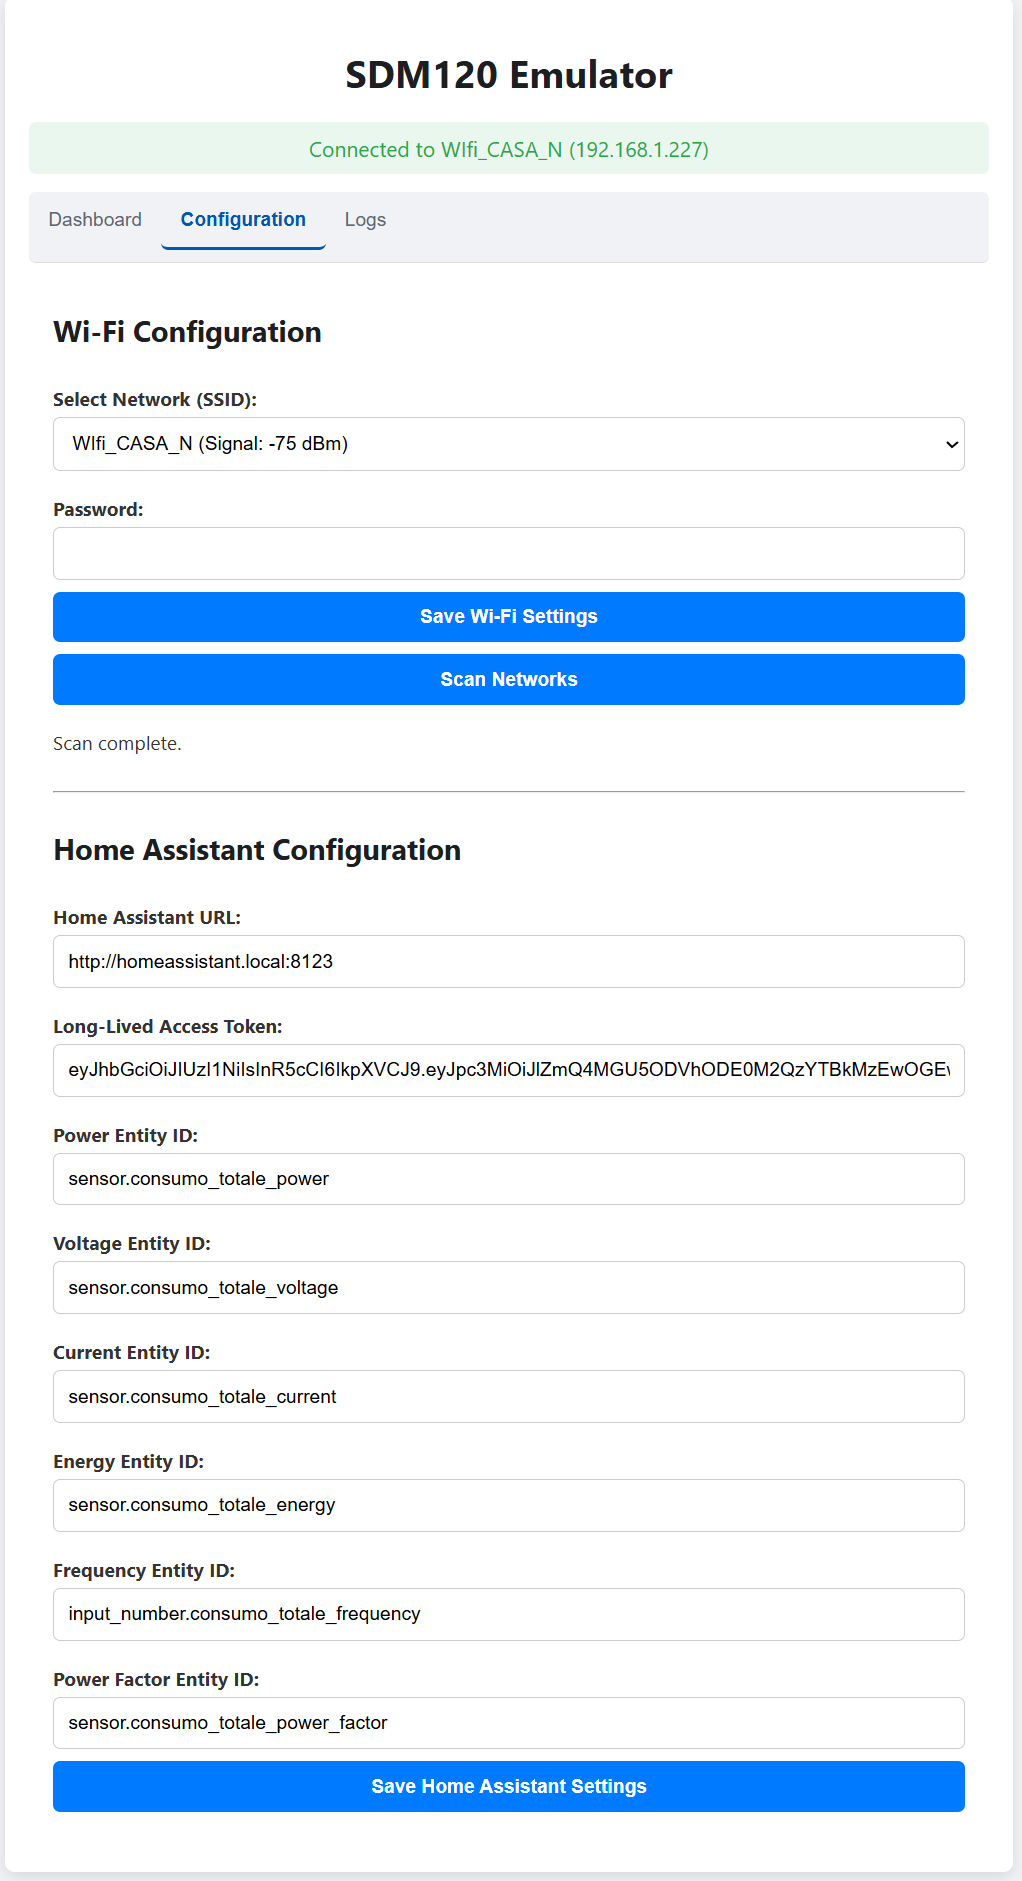 SDM120 Emulator
Connected to WIfi_CASA_N (192.168.1.227)
Dashboard Configuration Logs
Wi-Fi Configuration
Select Network (SSID):
WIfi_CASA_N (Signal: -75 dBm)
Password:
Save Wi-Fi Settings
Scan Networks
Scan complete.
Home Assistant Configuration
Home Assistant URL:
http://homeassistant.local:8123
Long-Lived Access Token:
Power Entity ID:
sensor.consumo_totale_power
Voltage Entity ID:
sensor.consumo_totale_voltage
Current Entity ID:
sensor.consumo_totale_current
Energy Entity ID:
sensor.consumo_totale_energy
Frequency Entity ID:
input_number.consumo_totale_frequency
Power Factor Entity ID:
sensor.consumo_totale_power_factor
Save Home Assistant Settings